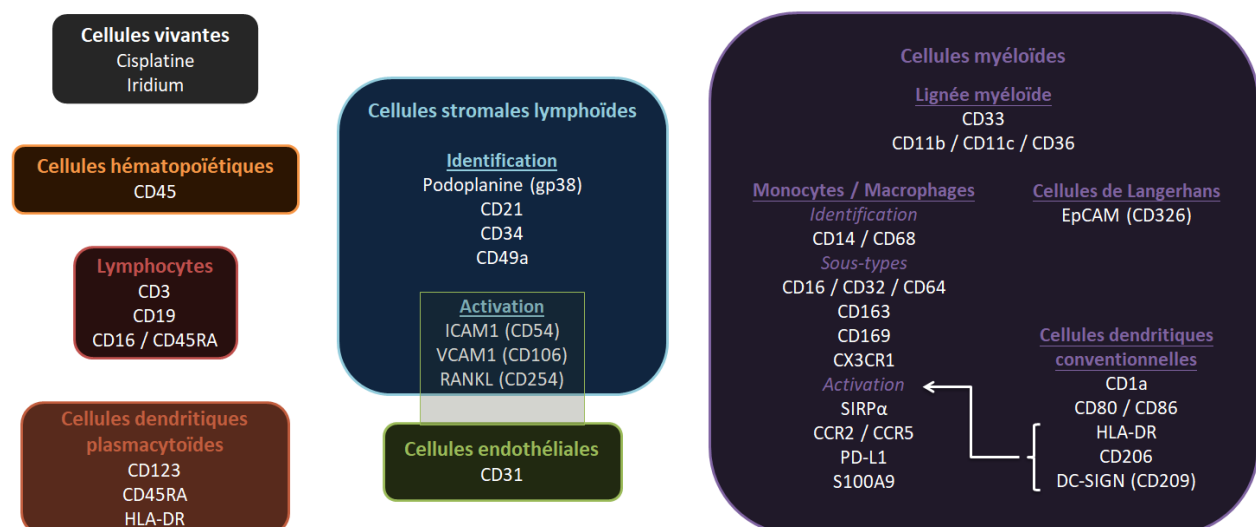 Cellules vivantes
Cisplatine
Iridium
Cellules hématopoïétiques
CD45
Lymphocytes
CD3
CD19
CD16 / CD45RA
Cellules dendritiques
plasmacytoïdes
CD123
CD45RA
HLA-DR
Cellules stromales lymphoïdes
Identification
Podoplanine (gp38)
CD21
CD34
CD49a
Activation
ICAM1 (CD54)
VCAM1 (CD106)
RANKL (CD254)
Cellules endothéliales
CD31
Cellules myéloïdes
Lignée myéloïde
CD33
CD11b / CD11c / CD36
Monocytes / Macrophages
Identification
CD14 / CD68
Sous-types
CD16 / CD32 / CD64
CD163
CD169
CX3CR1
Activation
SIRPα
CCR2 / CCR5
PD-L1
S100A9
Cellules de Langerhans
EpCAM (CD326)
Cellules dendritiques
conventionnelles
CD1a
CD80 / CD86
HLA-DR
CD206
DC-SIGN (CD209)